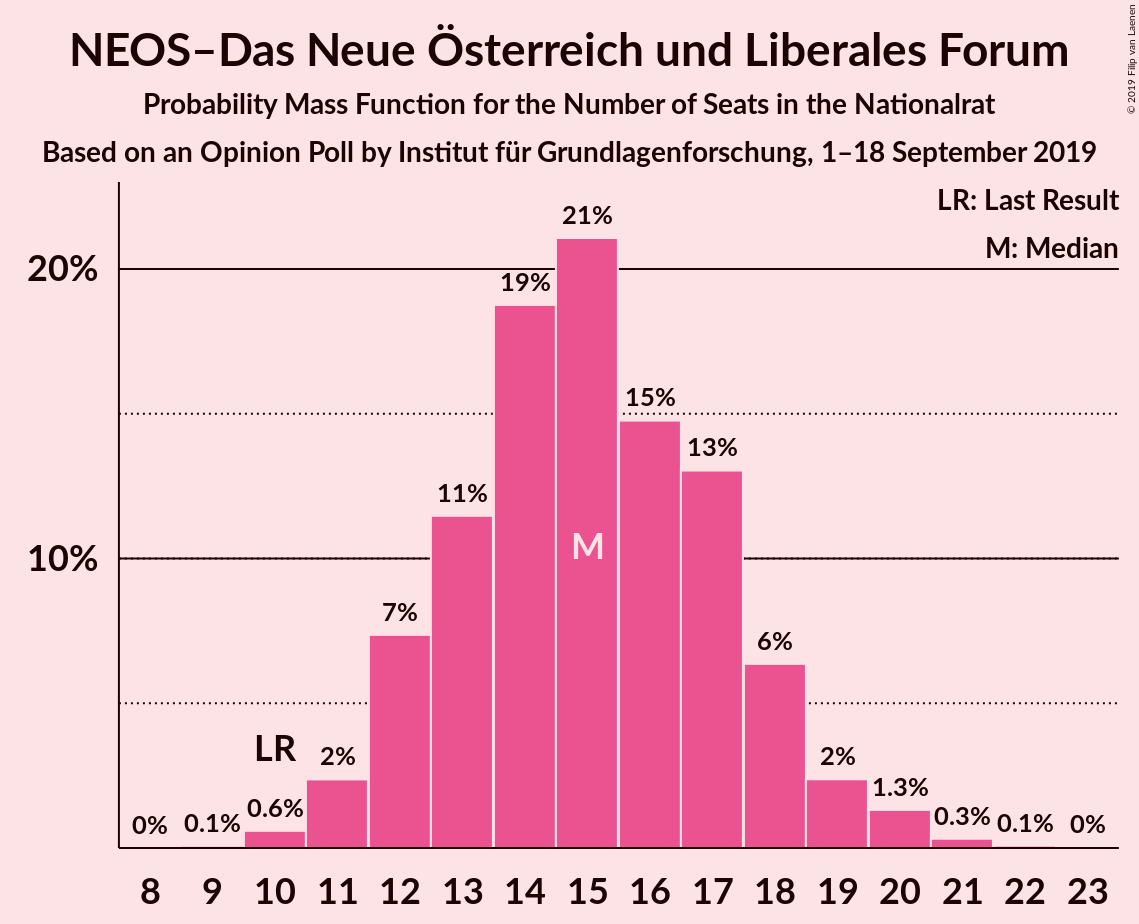 NEOS–Das Neue Österreich und Liberales Forum
Probability Mass Function for the Number of Seats in the Nationalrat
Based on an Opinion Poll by Institut für Grundlagenforschung, 1–18 September 2019
© 2019 Filip van Laenen
LR: Last Result
M: Median
20%
10%
0%
0.1%
0.6%
LR
2%
7%
11%
19%
21%
M
15%
13%
6%
2%
1.3%
0.3%
0.1%
0%
8 9 10 11 12 13 14 15 16 17 18 19 20 21 22 23